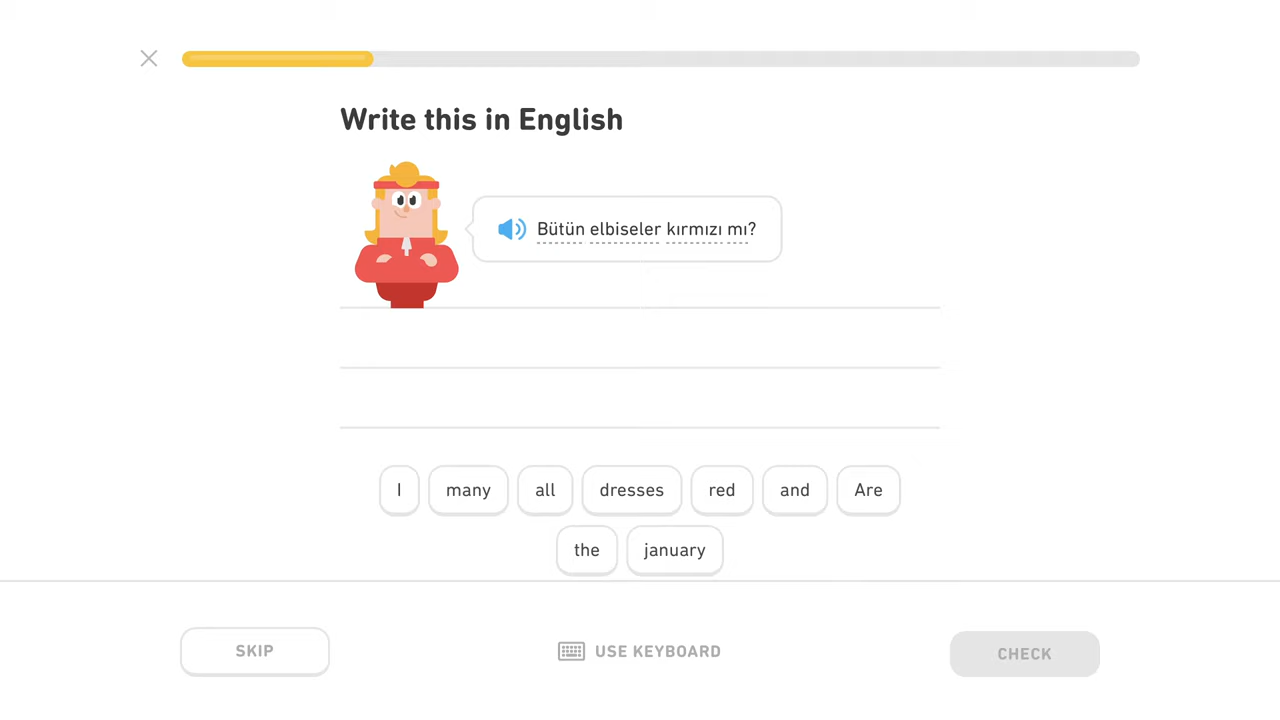 Write this in English
Bütün elbiseler kırmızı mı?
I many all dresses red and Are
the january
SKIP USE KEYBOARD CHECK